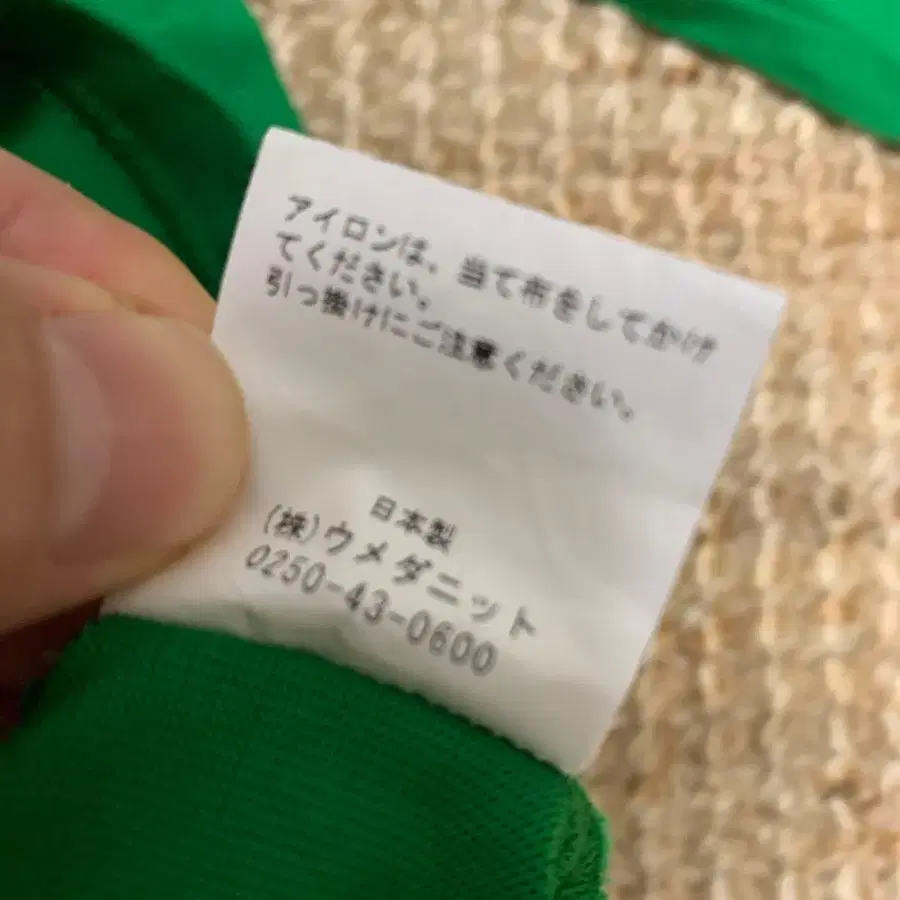 アイロンは、当て布をしてかけ
てください。
引っ掛けにご注意ください。
日本製
(株)ウメダニット
0250-43-0600